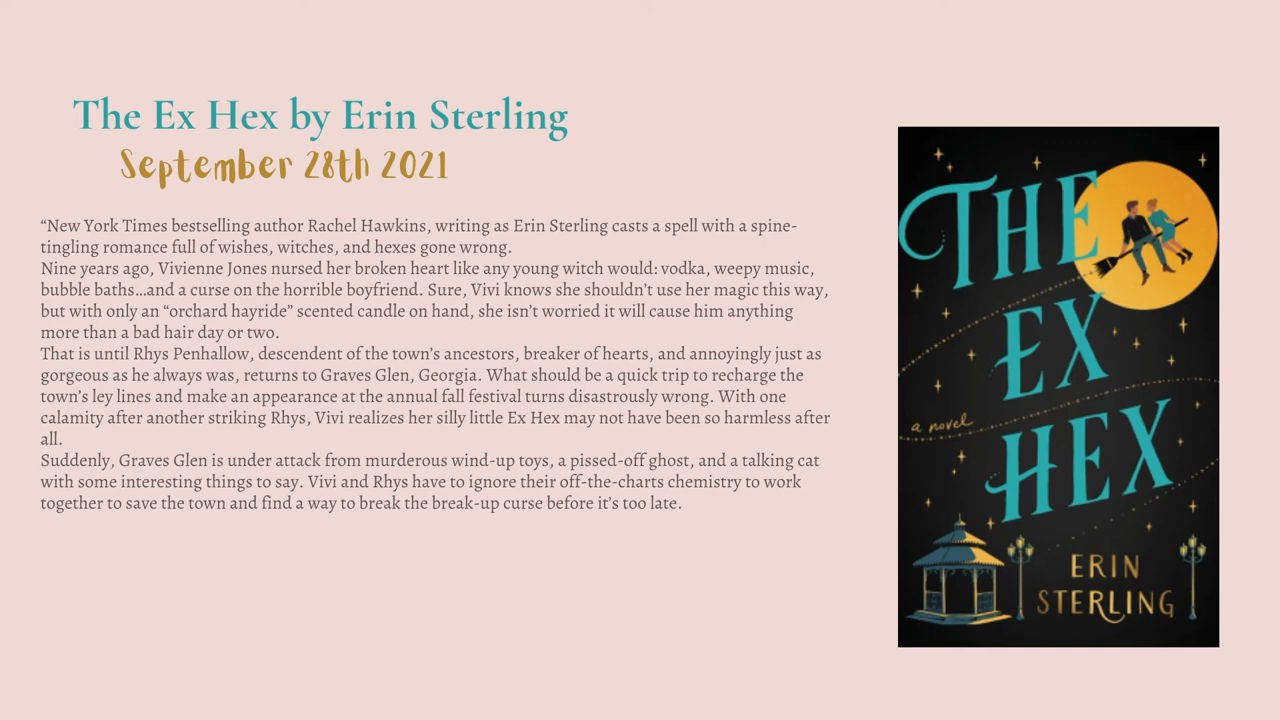 The Ex Hex by Erin Sterling
September 28th 2021
“New York Times bestselling author Rachel Hawkins, writing as Erin Sterling casts a spell with a spine-
tingling romance full of wishes, witches, and hexes gone wrong.
Nine years ago, Vivienne Jones nursed her broken heart like any young witch would: vodka, weepy music,
bubble baths…and a curse on the horrible boyfriend. Sure, Vivi knows she shouldn’t use her magic this way,
but with only an “orchard hayride” scented candle on hand, she isn’t worried it will cause him anything
more than a bad hair day or two.
That is until Rhys Penhallow, descendent of the town’s ancestors, breaker of hearts, and annoyingly just as
gorgeous as he always was, returns to Graves Glen, Georgia. What should be a quick trip to recharge the
town’s ley lines and make an appearance at the annual fall festival turns disastrously wrong. With one
calamity after another striking Rhys, Vivi realizes her silly little Ex Hex may not have been so harmless after
all.
Suddenly, Graves Glen is under attack from murderous wind-up toys, a pissed-off ghost, and a talking cat
with some interesting things to say. Vivi and Rhys have to ignore their off-the-charts chemistry to work
together to save the town and find a way to break the break-up curse before it’s too late.
THE
EX
HEX
a novel
ERIN
STERLING